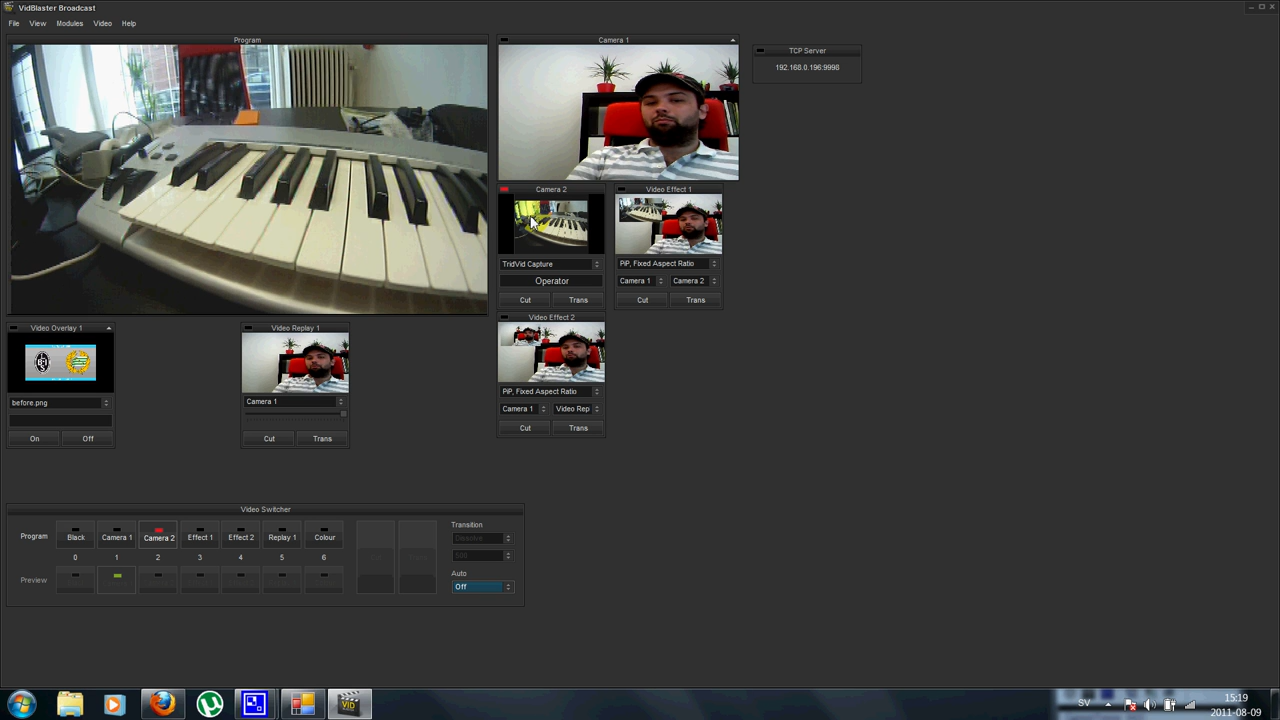 VidBlaster Broadcast
File View Modules Video Help
Program
Camera 1
TCP Server
192.168.0.196:9998
Camera 2
Video Effect 1
TridVid Capture
PiP, Fixed Aspect Ratio
Operator
Camera 1
Camera 2
Cut
Trans
Cut
Trans
Video Overlay 1
Video Replay 1
Video Effect 2
before.png
Camera 1
PiP, Fixed Aspect Ratio
Camera 1
Video Rep
On
Off
Cut
Trans
Cut
Trans
Video Switcher
Program
Black
Camera 1
Camera 2
Effect 1
Effect 2
Replay 1
Colour
0
1
2
3
4
5
6
Preview
Transition
Dissolve
500
Auto
Off
VID
SV
15:19
2011-08-09